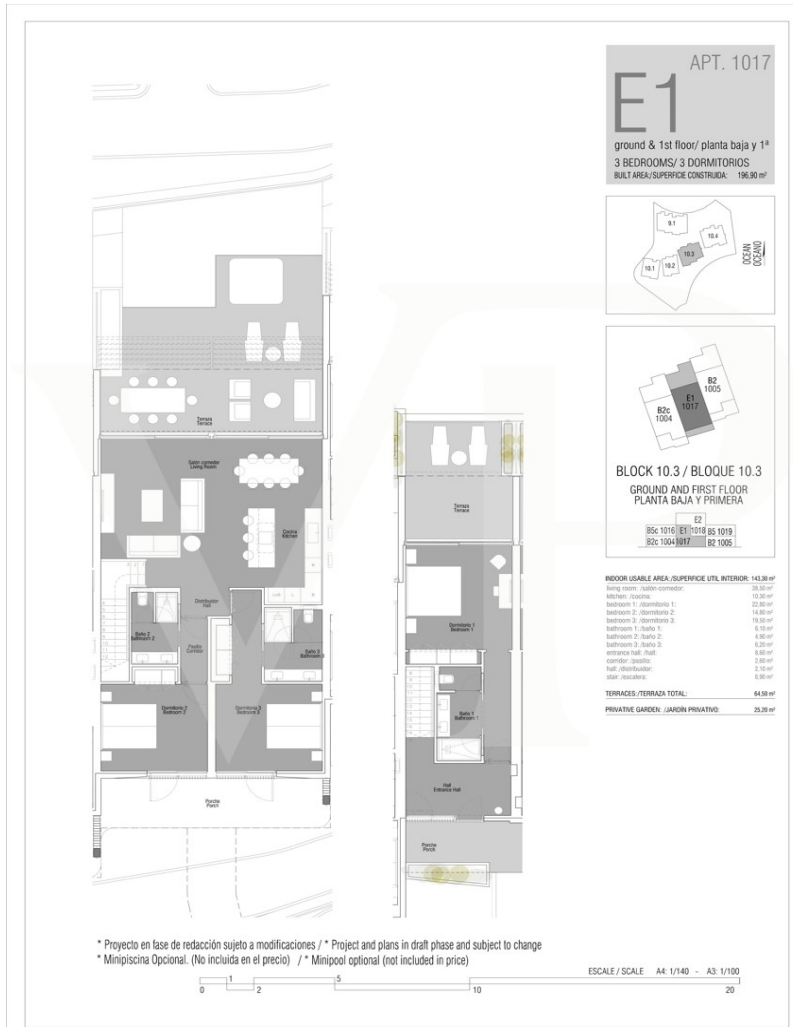 APT. 1017
E1
ground & 1st floor/ planta baja y 1ª
3 BEDROOMS/ 3 DORMITORIOS
BUILT AREA:/SUPERFICIE CONSTRUIDA: 196,90 m²
9.1
10.4
10.3
10.2
10.1
OCEAN
OCEANO
B2
1005
E1
1017
B2c
1004
BLOCK 10.3 / BLOQUE 10.3
GROUND AND FIRST FLOOR
PLANTA BAJA Y PRIMERA
E2
B5c 1016 E1 1018 B5 1019
B2c 1004 1017 B2 1005
INDOOR USABLE AREA:/SUPERFICIE UTIL INTERIOR: 143,30 m²
living room: /salón-comedor:
kitchen: /cocina: 10,30 m²
bedroom 1: /dormitorio 1: 22,80 m²
bedroom 2: /dormitorio 2: 14,80 m²
bedroom 3: /dormitorio 3: 19,50 m²
bathroom 1: /baño 1: 6,10 m²
bathroom 2: /baño 2: 4,90 m²
bathroom 3: /baño 3: 6,20 m²
entrance hall: /hall:
corridor: /pasillo: 2,60 m²
hall: /distribuidor: 2,10 m²
stair: /escalera: 6,90 m²
TERRACES:/TERRAZA TOTAL: 64,50 m²
PRIVATIVE GARDEN: /JARDÍN PRIVATIVO: 25,20 m²
Terraza
Terrace
Salón comedor
Living Room
Cocina
Kitchen
Distribuidor
Hall
Baño 2
Bathroom 2
Pasillo
Corridor
Baño 3
Bathroom 3
Dormitorio 2
Bedroom 2
Dormitorio 3
Bedroom 3
Porche
Porch
Terraza
Terrace
Dormitorio 1
Bedroom 1
Baño 1
Bathroom 1
Hall
Entrance Hall
Porche
Porch
* Proyecto en fase de redacción sujeto a modificaciones / * Project and plans in draft phase and subject to change
* Minipiscina Opcional. (No incluida en el precio) / * Minipool optional (not included in price)
ESCALE / SCALE A4: 1/140 - A3: 1/100
0 1 2 5 10 20